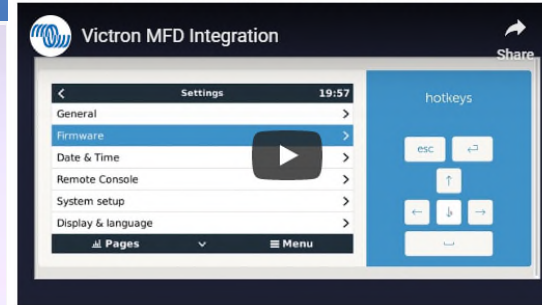 Victron MFD Integration
Share
Settings 19:57
General
Firmware
Date & Time
Remote Console
System setup
Display & language
Pages Menu
hotkeys
esc